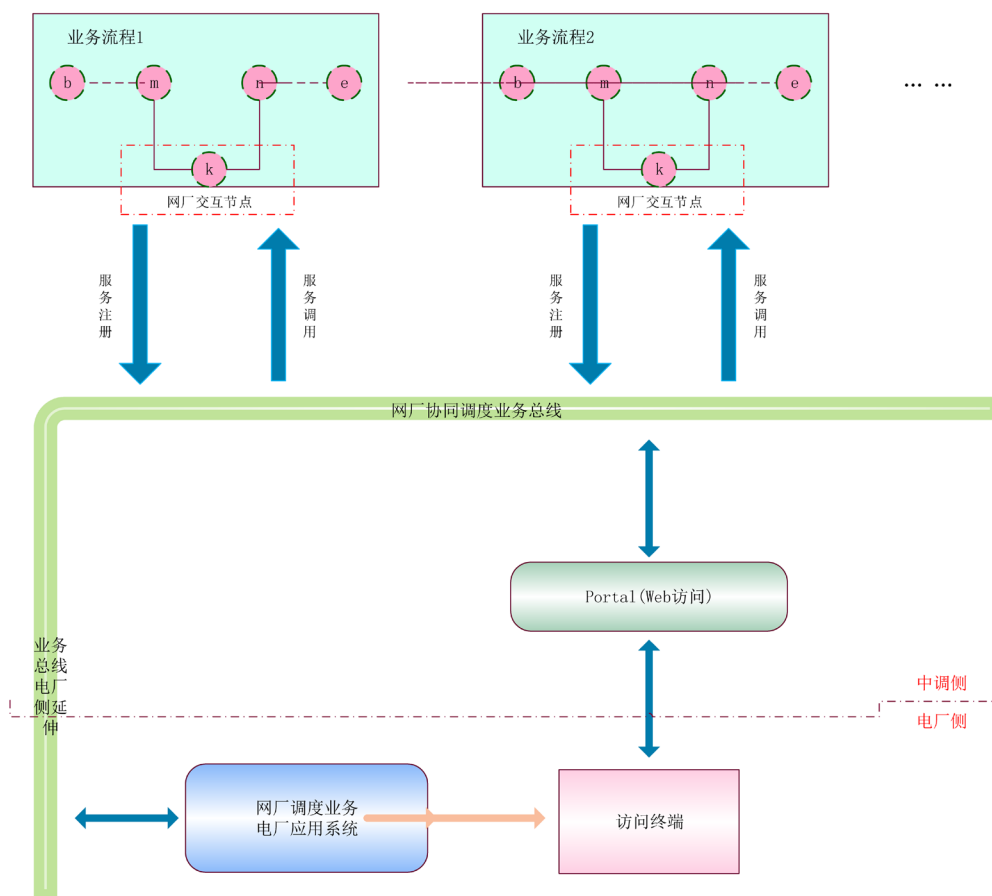 业务流程1
b
m
n
e
k
网厂交互节点
业务流程2
b
m
n
e
k
网厂交互节点
… …
服
务
注
册
服
务
调
用
服
务
注
册
服
务
调
用
网厂协同调度业务总线
Portal(Web访问)
业务
总线
电厂
侧延
伸
中调侧
电厂侧
网厂调度业务
电厂应用系统
访问终端